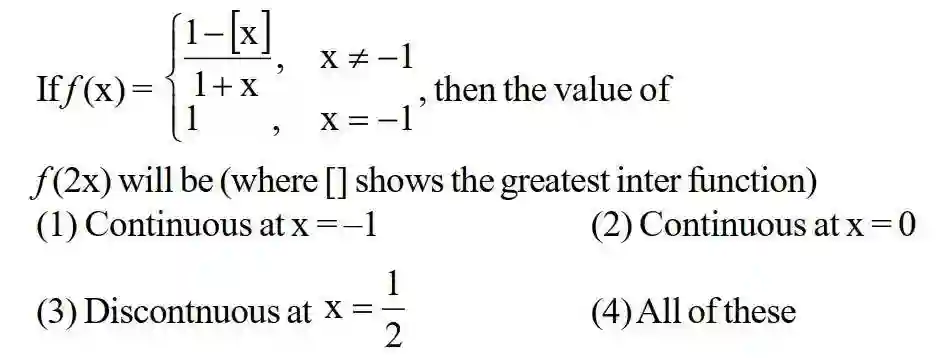 If f(x) = { (1–[x])/(1+x), x ≠ –1
1, x = –1 , then the value of
f(2x) will be (where [] shows the greatest inter function)
(1) Continuous at x = –1 (2) Continuous at x = 0
(3) Discontnuous at x = 1/2 (4) All of these